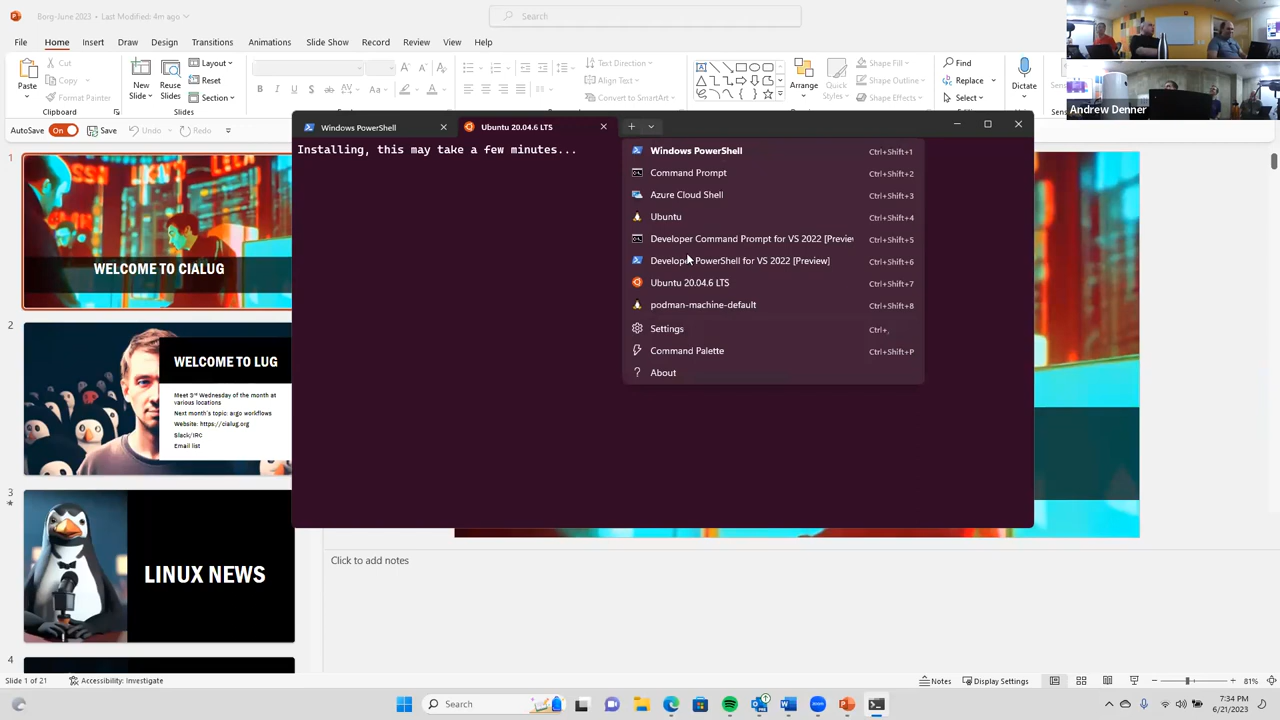 Borg-June 2023 • Last Modified: 4m ago
Search
File
Home
Insert
Draw
Design
Transitions
Animations
Slide Show
Record
Review
View
Help
Paste
Cut
Copy
Format Painter
Clipboard
New
Slide
Reuse
Slides
Layout
Reset
Section
Text Direction
Align Text
Convert to SmartArt
Arrange
Quick
Styles
Shape Fill
Shape Outline
Shape Effects
Find
Replace
Select
Dictate
Andrew Denner
AutoSave
On
Save
Undo
Redo
Windows PowerShell
Ubuntu 20.04.6 LTS
Installing, this may take a few minutes...
Windows PowerShell Ctrl+Shift+1
Command Prompt Ctrl+Shift+2
Azure Cloud Shell Ctrl+Shift+3
Ubuntu Ctrl+Shift+4
Developer Command Prompt for VS 2022 [Preview Ctrl+Shift+5
Developer PowerShell for VS 2022 [Preview] Ctrl+Shift+6
Ubuntu 20.04.6 LTS Ctrl+Shift+7
podman-machine-default Ctrl+Shift+8
Settings Ctrl+,
Command Palette Ctrl+Shift+P
About
1
WELCOME TO CIALUG
2
WELCOME TO LUG
Meet 3rd Wednesday of the month at
various locations
Next month's topic: argo workflows
Website: https://cialug.org
Slack/IRC
Email list
3
LINUX NEWS
4
Click to add notes
Slide 1 of 21
Accessibility: Investigate
Notes
Display Settings
81%
Search
7:34 PM
6/21/2023